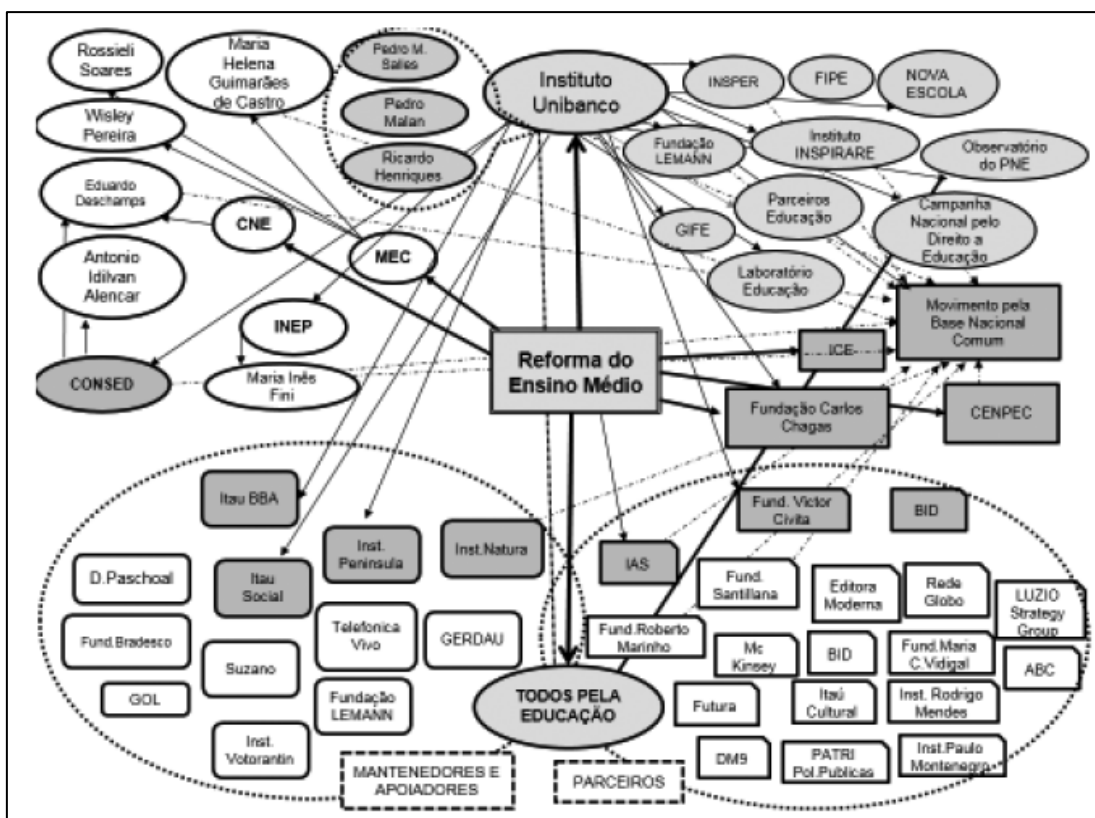 Rossieli
Soares
Maria
Helena
Guimarães
de Castro
Pedro M.
Salles
Instituto
Unibanco
INSPER
FIPE
NOVA
ESCOLA
Wisley
Pereira
Pedro
Malan
Fundação
LEMANN
Instituto
INSPIRARE
Observatório
do PNE
Eduardo
Deschamps
Ricardo
Henriques
CNE
Parceiros
Educação
Campanha
Nacional pelo
Direito a
Educação
Antonio
Idilvan
Alencar
MEC
GIFE
Laboratório
Educação
INEP
Movimento pela
Base Nacional
Comum
CONSED
Maria Inês
Fini
Reforma do
Ensino Médio
ICE
Fundação Carlos
Chagas
CENPEC
Itau BBA
Inst.
Peninsula
Inst.Natura
IAS
Fund. Victor
Civita
BID
D.Paschoal
Itau
Social
Fund.
Santillana
Editora
Moderna
Rede
Globo
LUZIO
Strategy
Group
Fund.Bradesco
Suzano
Telefonica
Vivo
GERDAU
Fund.Roberto
Marinho
Mc
Kinsey
BID
Fund.Maria
C.Vidigal
ABC
GOL
Fundação
LEMANN
TODOS PELA
EDUCAÇÃO
Futura
Itaú
Cultural
Inst. Rodrigo
Mendes
Inst.
Votorantin
MANTENEDORES E
APOIADORES
PARCEIROS
DM9
PATRI
Pol.Publicas
Inst.Paulo
Montenegro